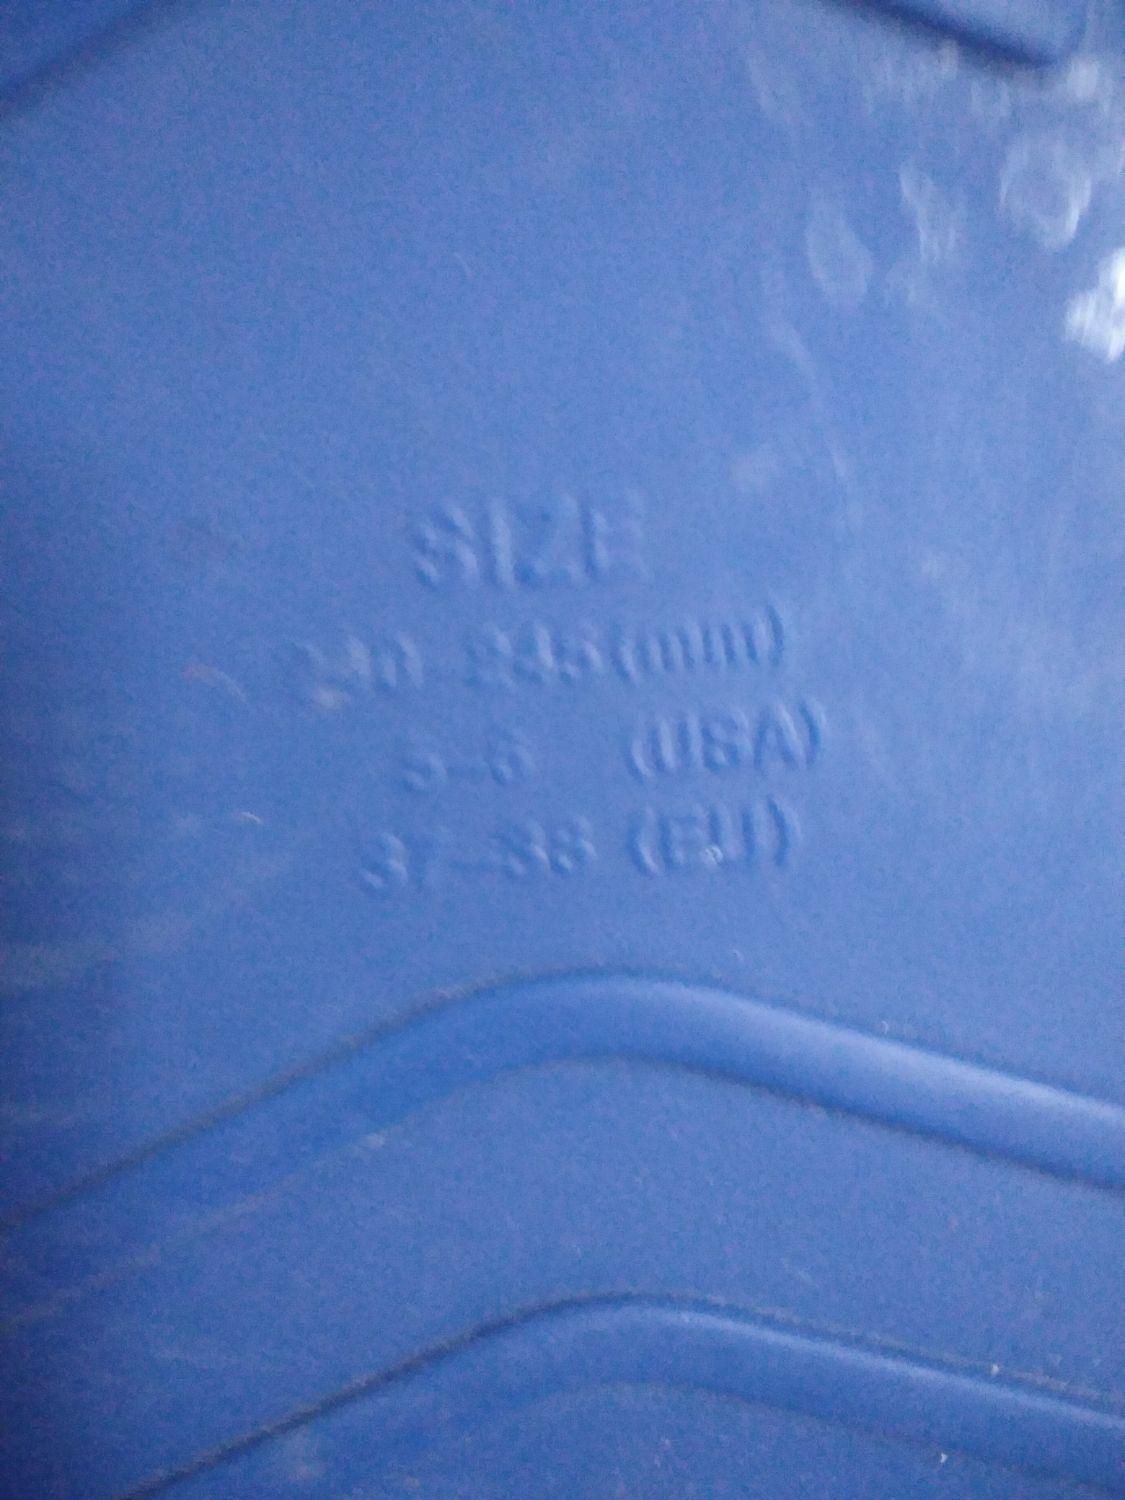 SIZE
240-245(mm)
5-6 (USA)
37-38 (EU)